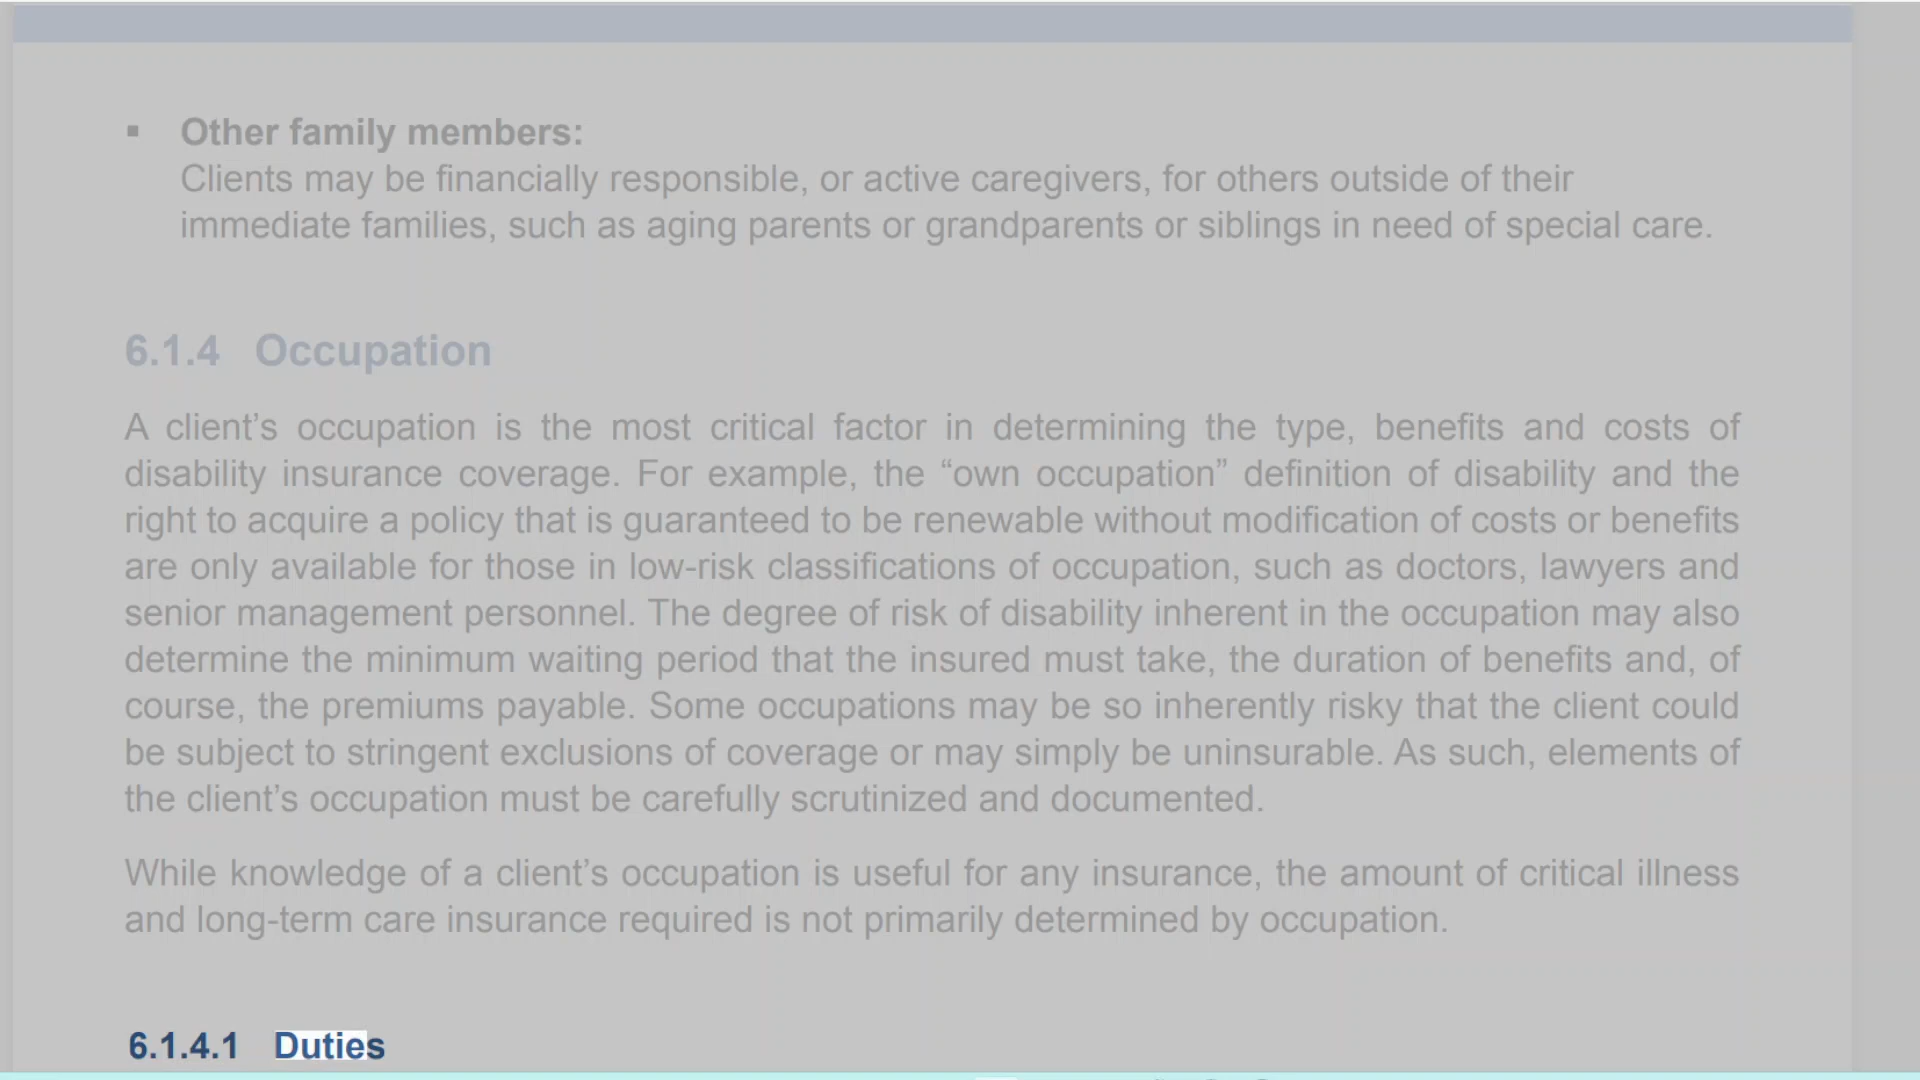 ▪ Other family members:
Clients may be financially responsible, or active caregivers, for others outside of their
immediate families, such as aging parents or grandparents or siblings in need of special care.
6.1.4 Occupation
A client’s occupation is the most critical factor in determining the type, benefits and costs of
disability insurance coverage. For example, the “own occupation” definition of disability and the
right to acquire a policy that is guaranteed to be renewable without modification of costs or benefits
are only available for those in low-risk classifications of occupation, such as doctors, lawyers and
senior management personnel. The degree of risk of disability inherent in the occupation may also
determine the minimum waiting period that the insured must take, the duration of benefits and, of
course, the premiums payable. Some occupations may be so inherently risky that the client could
be subject to stringent exclusions of coverage or may simply be uninsurable. As such, elements of
the client’s occupation must be carefully scrutinized and documented.
While knowledge of a client’s occupation is useful for any insurance, the amount of critical illness
and long-term care insurance required is not primarily determined by occupation.
6.1.4.1 Duties